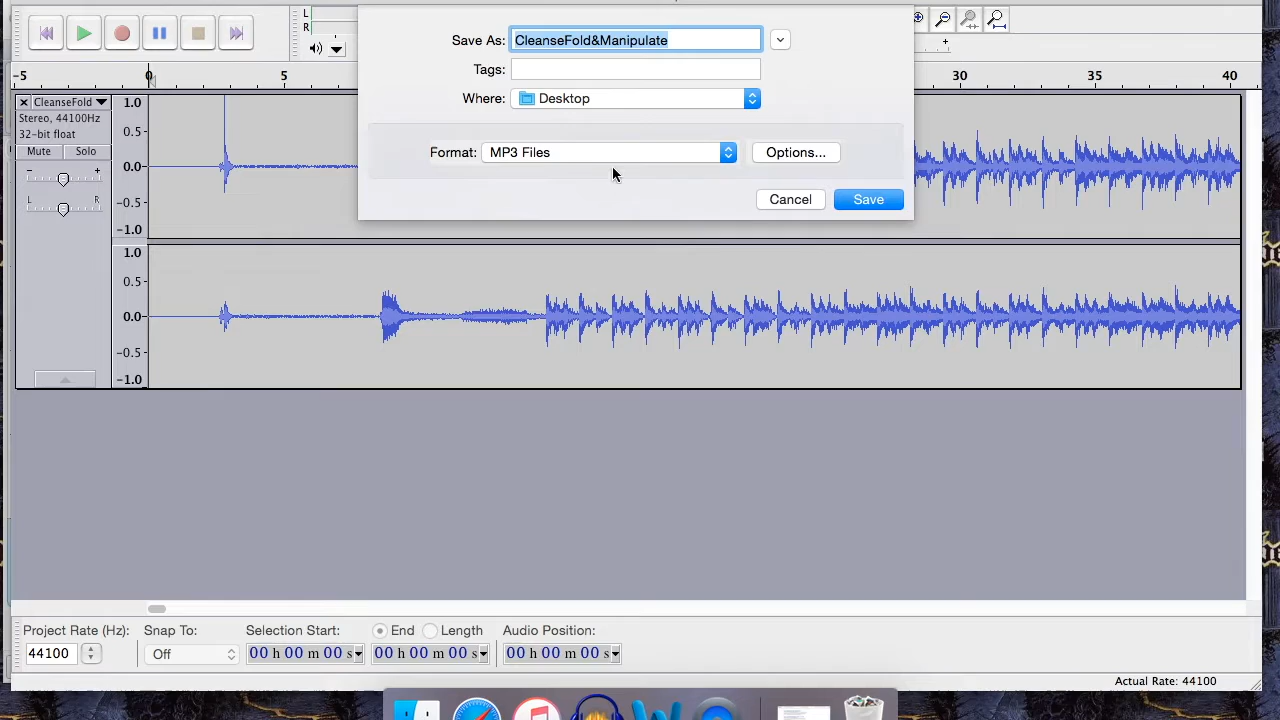 L
R
Save As: CleanseFold&Manipulate
Tags:
Where: Desktop
-5 0 5 30 35 40
CleanseFold
Stereo, 44100Hz
32-bit float
Mute Solo
- +
L R
1.0
0.5
0.0
-0.5
-1.0
1.0
0.5
0.0
-0.5
-1.0
Format: MP3 Files Options...
Cancel Save
Project Rate (Hz): Snap To: Selection Start: End Length Audio Position:
44100 Off 00 h 00 m 00 s 00 h 00 m 00 s 00 h 00 m 00 s
Actual Rate: 44100